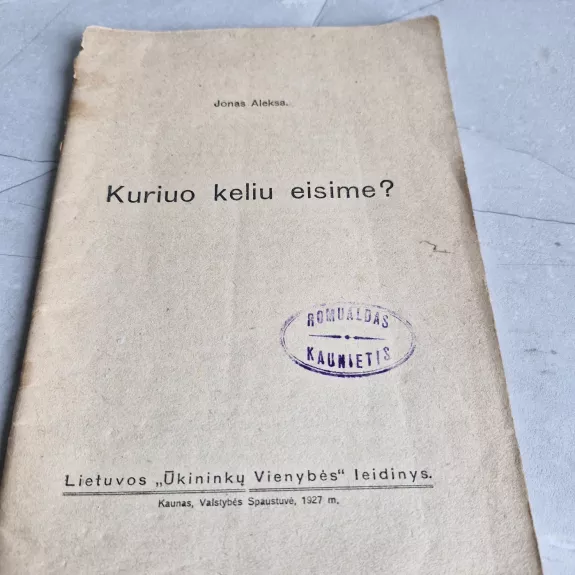 Jonas Aleksa.
Kuriuo keliu eisime?
ROMUALDAS
KAUNIETIS
Lietuvos „Ūkininkų Vienybės“ leidinys.
Kaunas, Valstybės Spaustuvė, 1927 m.